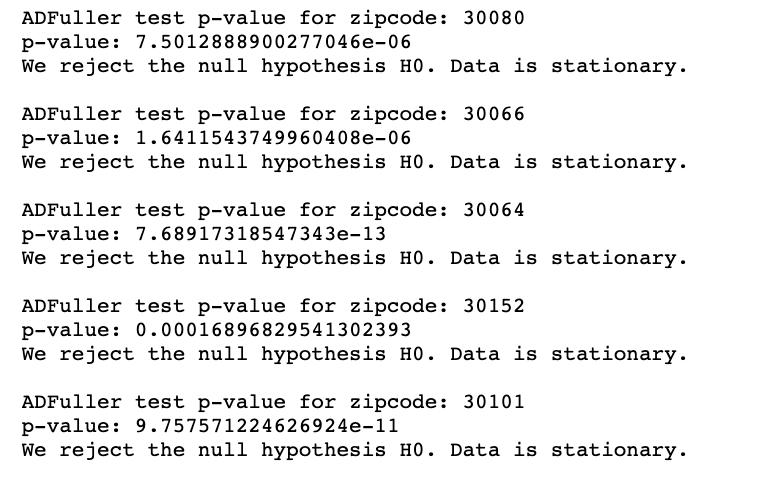 ADFuller test p-value for zipcode: 30080
p-value: 7.5012888900277046e-06
We reject the null hypothesis H0. Data is stationary.
ADFuller test p-value for zipcode: 30066
p-value: 1.6411543749960408e-06
We reject the null hypothesis H0. Data is stationary.
ADFuller test p-value for zipcode: 30064
p-value: 7.68917318547343e-13
We reject the null hypothesis H0. Data is stationary.
ADFuller test p-value for zipcode: 30152
p-value: 0.00016896829541302393
We reject the null hypothesis H0. Data is stationary.
ADFuller test p-value for zipcode: 30101
p-value: 9.757571224626924e-11
We reject the null hypothesis H0. Data is stationary.